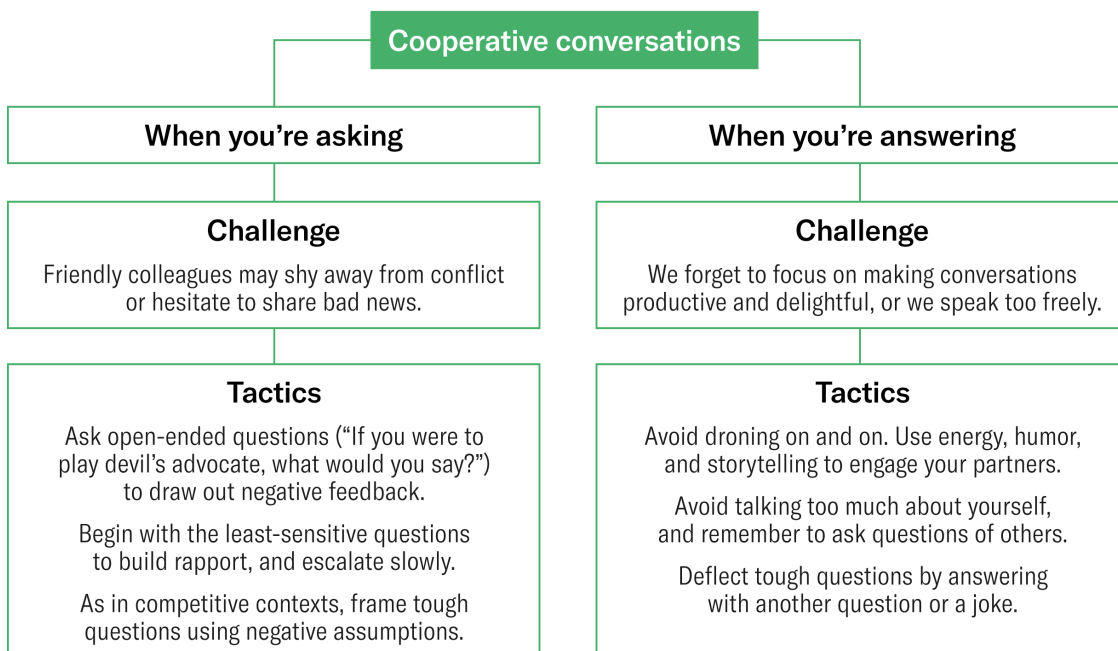 Cooperative conversations
When you’re asking
Challenge
Friendly colleagues may shy away from conflict
or hesitate to share bad news.
Tactics
Ask open-ended questions (“If you were to
play devil’s advocate, what would you say?”)
to draw out negative feedback.
Begin with the least-sensitive questions
to build rapport, and escalate slowly.
As in competitive contexts, frame tough
questions using negative assumptions.
When you’re answering
Challenge
We forget to focus on making conversations
productive and delightful, or we speak too freely.
Tactics
Avoid droning on and on. Use energy, humor,
and storytelling to engage your partners.
Avoid talking too much about yourself,
and remember to ask questions of others.
Deflect tough questions by answering
with another question or a joke.